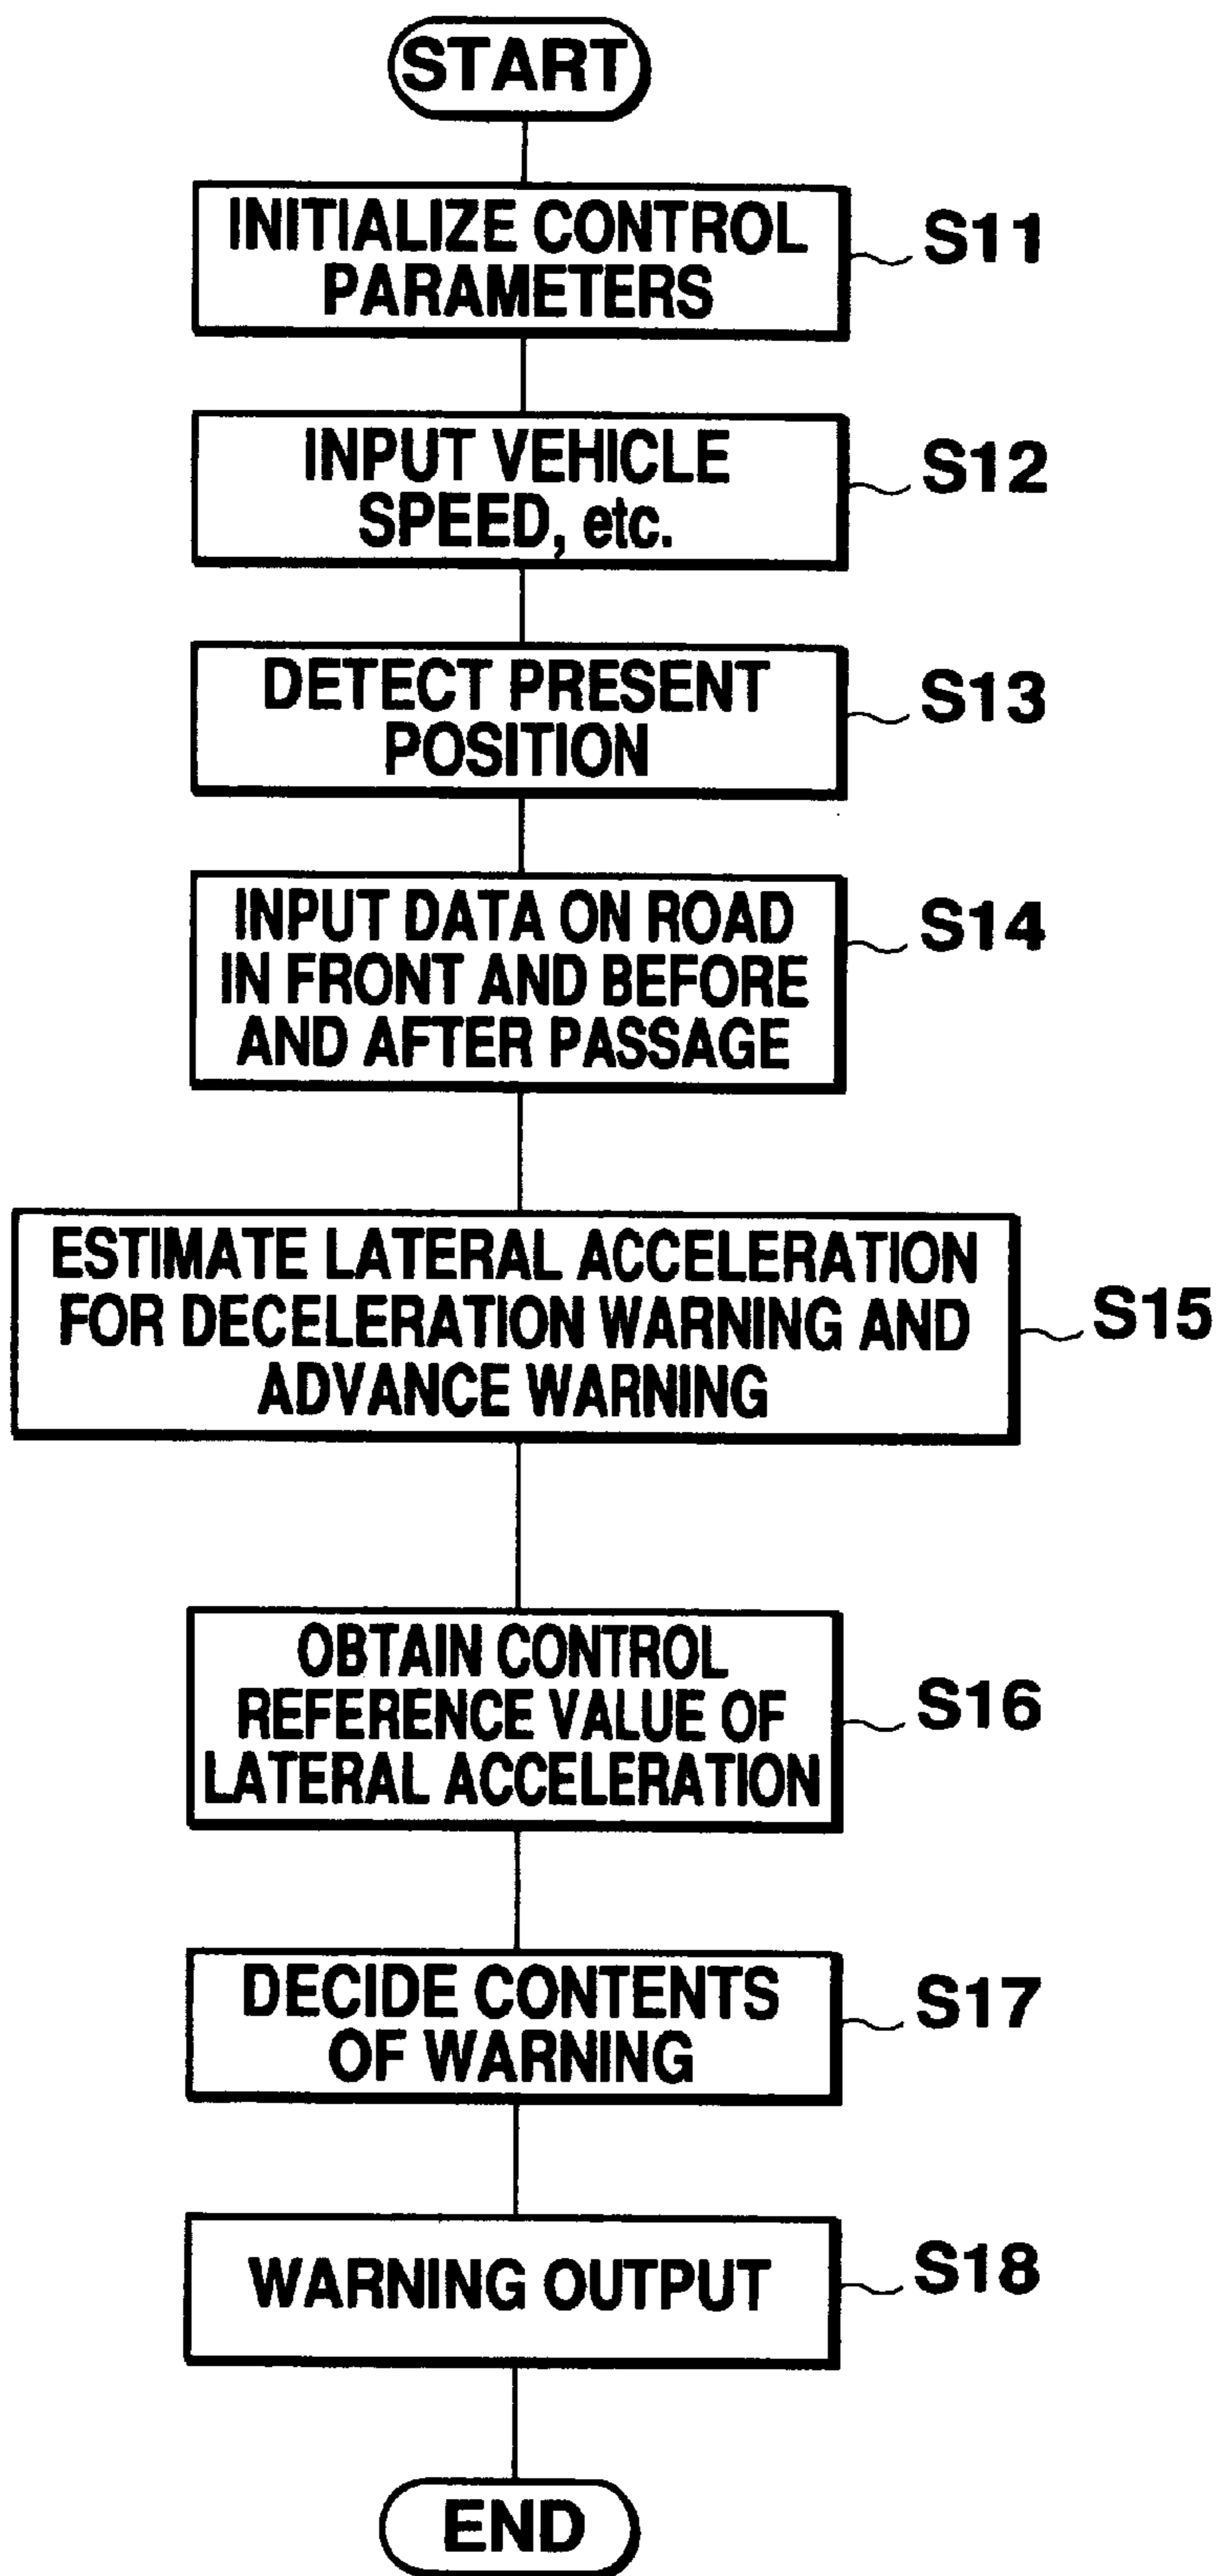 START
INITIALIZE CONTROL
PARAMETERS
S11
INPUT VEHICLE
SPEED, etc.
S12
DETECT PRESENT
POSITION
S13
INPUT DATA ON ROAD
IN FRONT AND BEFORE
AND AFTER PASSAGE
S14
ESTIMATE LATERAL ACCELERATION
FOR DECELERATION WARNING AND
ADVANCE WARNING
S15
OBTAIN CONTROL
REFERENCE VALUE OF
LATERAL ACCELERATION
S16
DECIDE CONTENTS
OF WARNING
S17
WARNING OUTPUT
S18
END